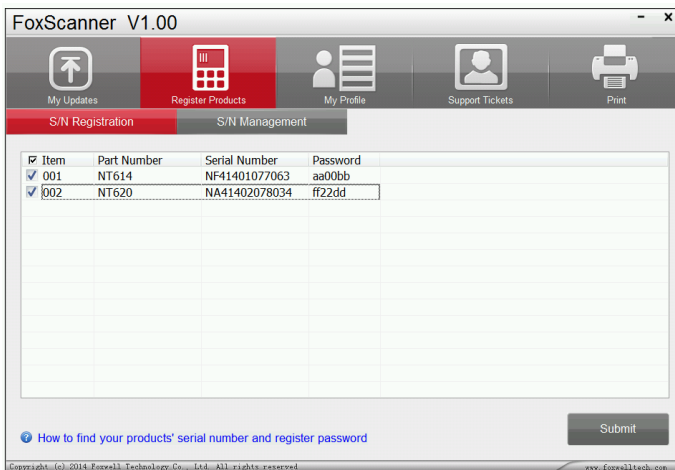 FoxScanner V1.00
My Updates Register Products My Profile Support Tickets Print
S/N Registration S/N Management
Item Part Number Serial Number Password
001 NT614 NF41401077063 aa00bb
002 NT620 NA41402078034 ff22dd
How to find your products' serial number and register password
Submit
Copyright (c) 2014 Foxwell Technology Co., Ltd. All rights reserved www.foxwelltech.com